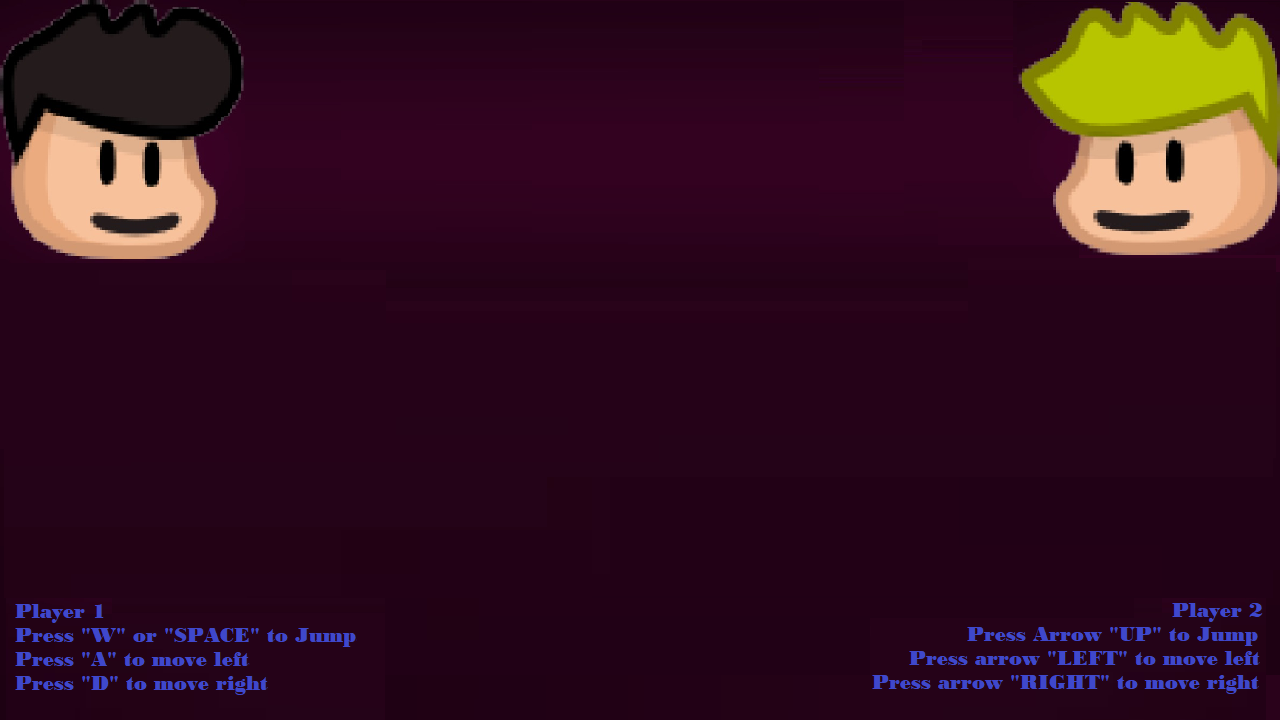 Player 1
Press "W" or "SPACE" to Jump
Press "A" to move left
Press "D" to move right
Player 2
Press Arrow "UP" to Jump
Press arrow "LEFT" to move left
Press arrow "RIGHT" to move right